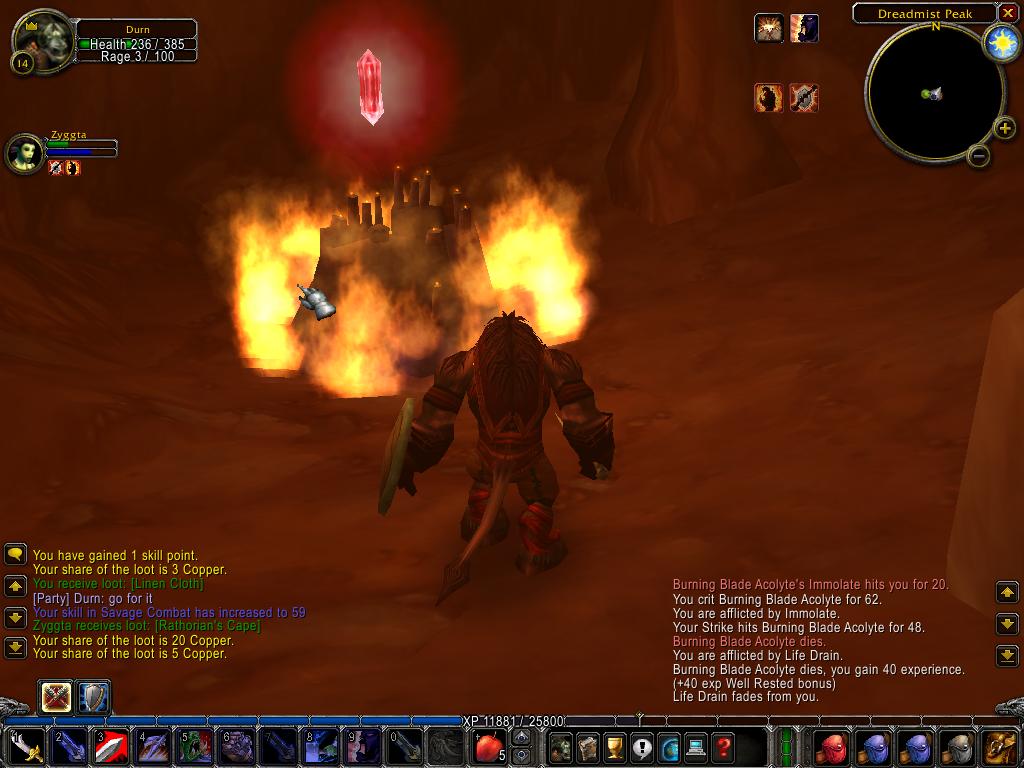 Durn
Health 236 / 385
Rage 3 / 100
14
Zyggta
Dreadmist Peak
N
You have gained 1 skill point.
Your share of the loot is 3 Copper.
You receive loot: [Linen Cloth]
[Party] Durn: go for it
Your skill in Savage Combat has increased to 59
Zyggta receives loot: [Rathorian's Cape]
Your share of the loot is 20 Copper.
Your share of the loot is 5 Copper.
Burning Blade Acolyte's Immolate hits you for 20.
You crit Burning Blade Acolyte for 62.
You are afflicted by Immolate.
Your Strike hits Burning Blade Acolyte for 48.
Burning Blade Acolyte dies.
You are afflicted by Life Drain.
Burning Blade Acolyte dies, you gain 40 experience.
(+40 exp Well Rested bonus)
Life Drain fades from you.
XP 11881 / 25800
1 2 3 4 5 6 7 8 9 0 5